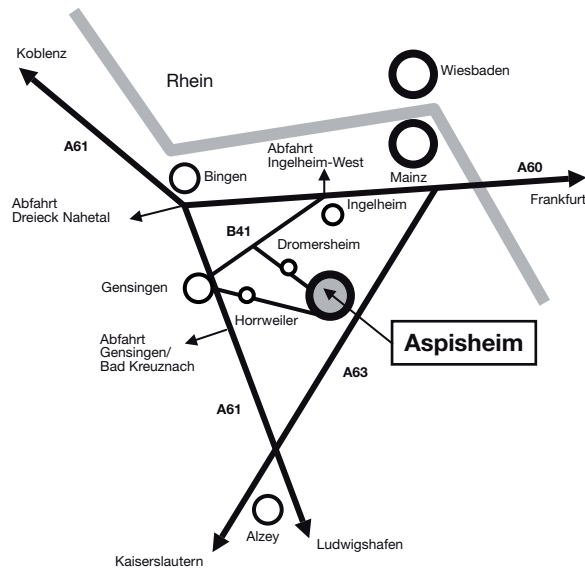 Koblenz
Rhein
Wiesbaden
A61
Abfahrt
Ingelheim-West
Bingen
Mainz
A60
Abfahrt
Dreieck Nahetal
Ingelheim
Frankfurt
B41
Dromersheim
Gensingen
Horrweiler
Abfahrt
Gensingen/
Bad Kreuznach
Aspisheim
A63
A61
Alzey
Ludwigshafen
Kaiserslautern